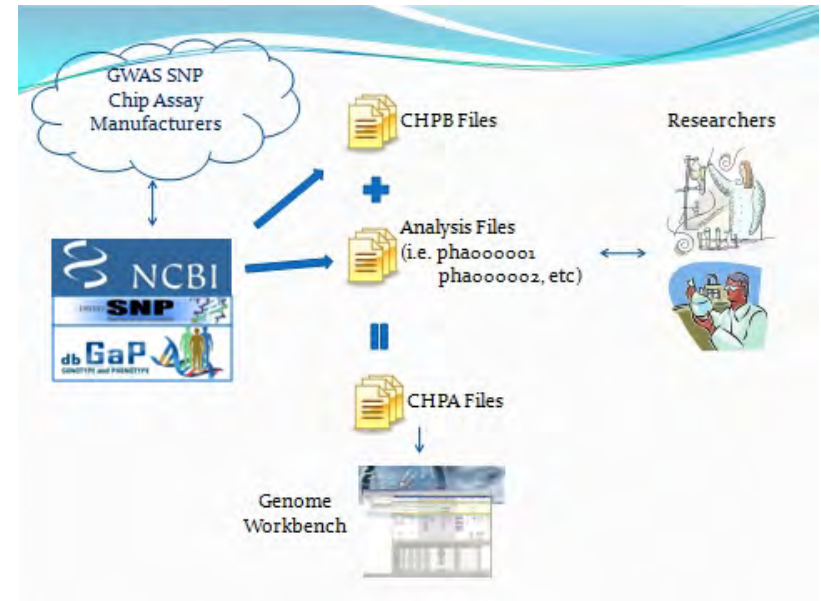 GWAS SNP
Chip Assay
Manufacturers
CHPB Files
Researchers
Analysis Files
(i.e. pha000001
pha000002, etc)
NCBI
SNP
db GaP
GENOTYPE and PHENOTYPE
CHPA Files
Genome
Workbench